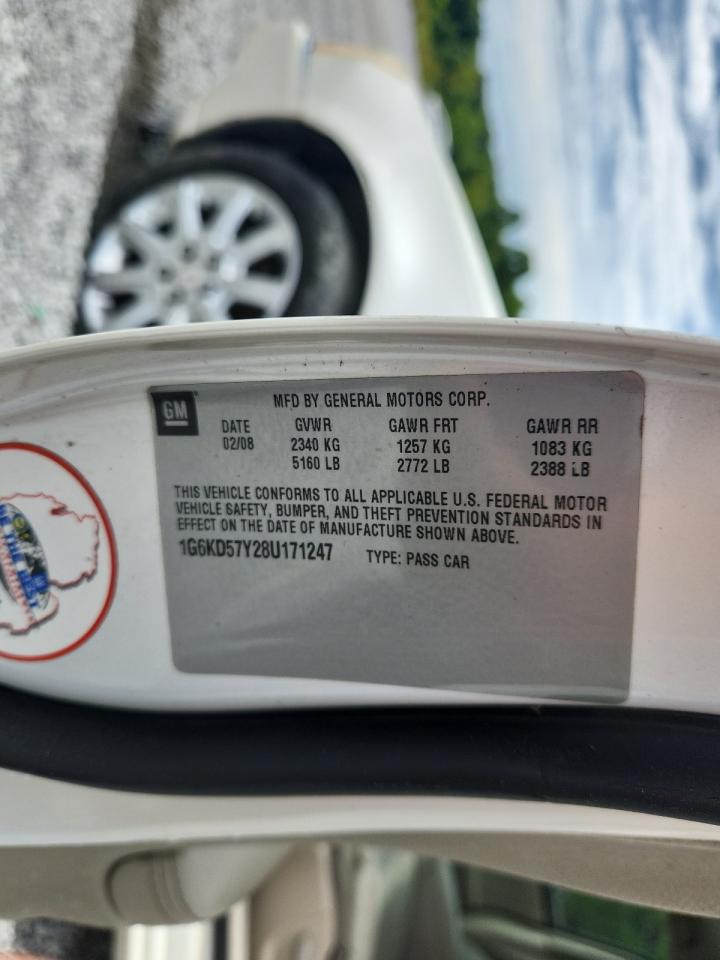 GM
MFD BY GENERAL MOTORS CORP.
DATE GVWR GAWR FRT GAWR RR
02/08 2340 KG 1257 KG 1083 KG
5160 LB 2772 LB 2388 LB
THIS VEHICLE CONFORMS TO ALL APPLICABLE U.S. FEDERAL MOTOR
VEHICLE SAFETY, BUMPER, AND THEFT PREVENTION STANDARDS IN
EFFECT ON THE DATE OF MANUFACTURE SHOWN ABOVE.
1G6KD57Y28U171247 TYPE: PASS CAR
THE BEST